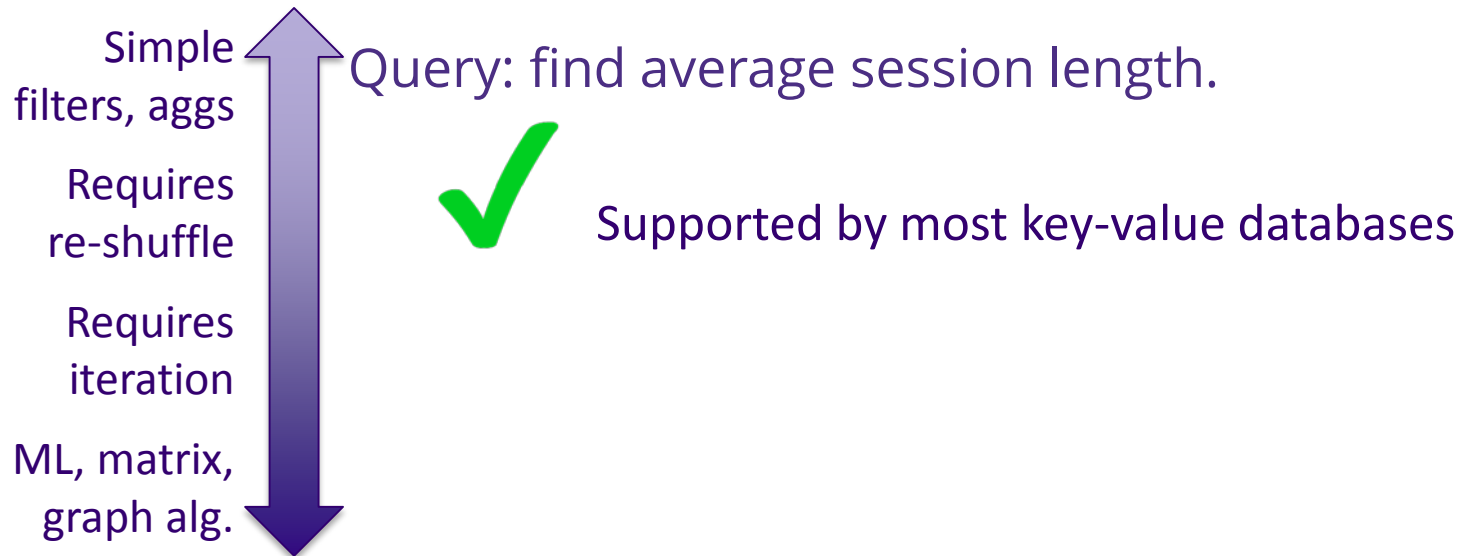 Simple
filters, aggs
Requires
re-shuffle
Requires
iteration
ML, matrix,
graph alg.
Query: find average session length.
Supported by most key-value databases